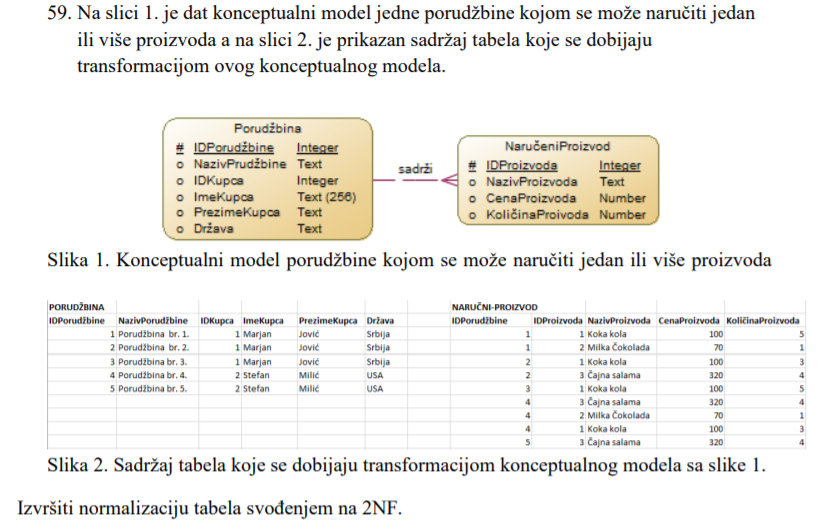 59. Na slici 1. je dat konceptualni model jedne porudžbine kojom se može naručiti jedan
ili više proizvoda a na slici 2. je prikazan sadržaj tabela koje se dobijaju
transformacijom ovog konceptualnog modela.
Porudžbina
# IDPorudžbine Integer
o NazivPrudžbine Text
o IDKupca Integer
o ImeKupca Text (256)
o PrezimeKupca Text
o Država Text
sadrži
NaručeniProizvod
# IDProizvoda Integer
o NazivProizvoda Text
o CenaProizvoda Number
o KoličinaProivoda Number
Slika 1. Konceptualni model porudžbine kojom se može naručiti jedan ili više proizvoda
PORUDŽBINA
IDPorudžbine NazivPorudžbine IDKupca ImeKupca PrezimeKupca Država
1 Porudžbina br. 1. 1 Marjan Jović Srbija
2 Porudžbina br. 2. 1 Marjan Jović Srbija
3 Porudžbina br. 3. 1 Marjan Jović Srbija
4 Porudžbina br. 4. 2 Stefan Milić USA
5 Porudžbina br. 5. 2 Stefan Milić USA
NARUČNI-PROIZVOD
IDPorudžbine IDProizvoda NazivProizvoda CenaProizvoda KoličinaProizvoda
1 1 Koka kola 100 5
1 2 Milka Čokolada 70 1
2 1 Koka kola 100 3
2 3 Čajna salama 320 4
3 1 Koka kola 100 5
4 3 Čajna salama 320 4
4 2 Milka Čokolada 70 1
4 1 Koka kola 100 3
5 3 Čajna salama 320 4
Slika 2. Sadržaj tabela koje se dobijaju transformacijom konceptualnog modela sa slike 1.
Izvršiti normalizaciju tabela svođenjem na 2NF.